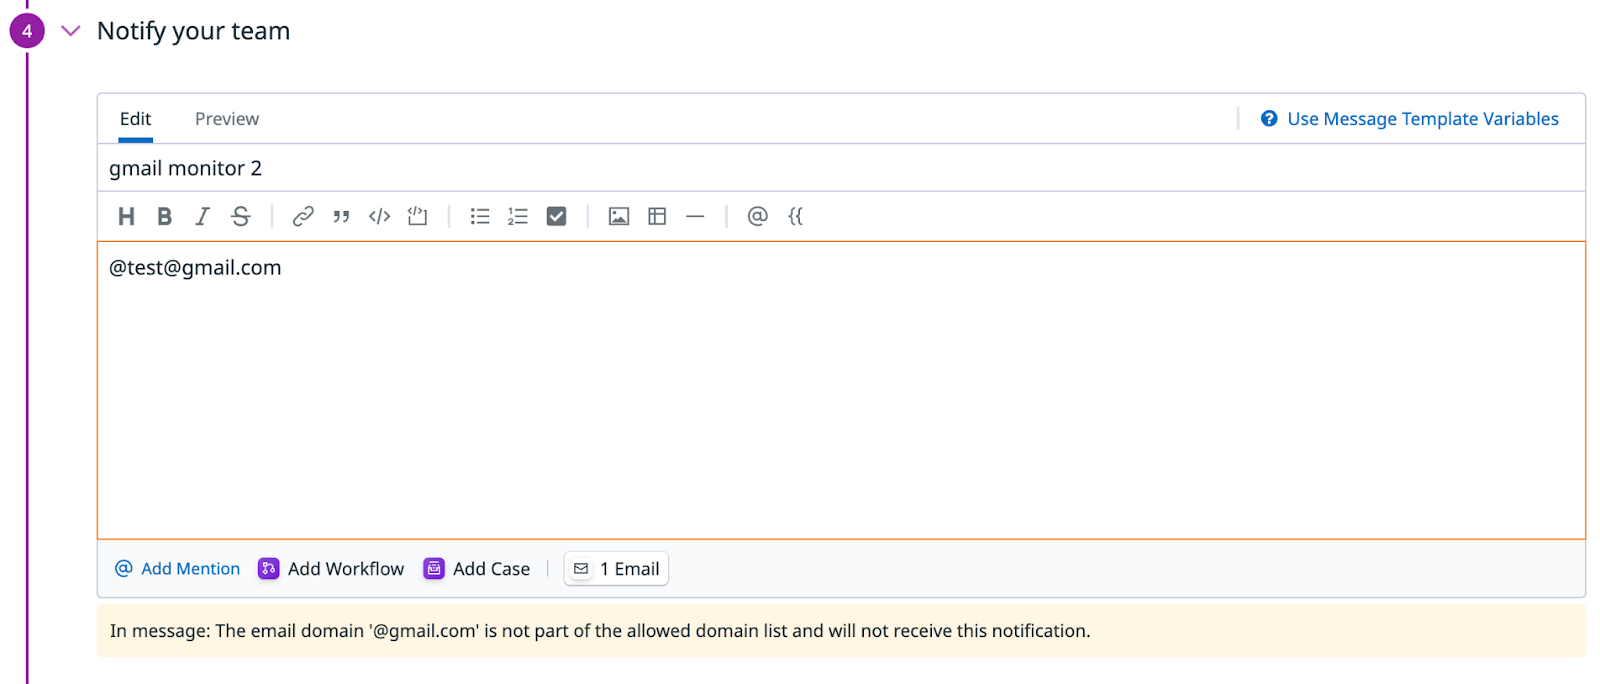 4 Notify your team
Edit Preview Use Message Template Variables
gmail monitor 2
@test@gmail.com
@ Add Mention Add Workflow Add Case 1 Email
In message: The email domain '@gmail.com' is not part of the allowed domain list and will not receive this notification.